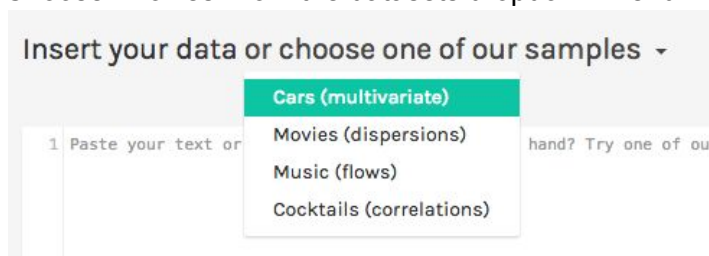 Insert your data or choose one of our samples
Cars (multivariate)
Movies (dispersions)
Music (flows)
Cocktails (correlations)
1 Paste your text or hand? Try one of ou